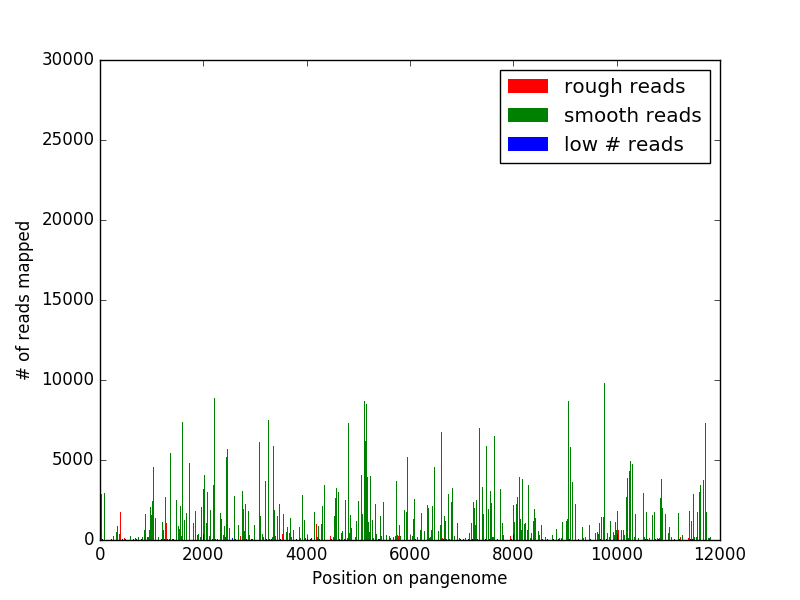 30000
25000
20000
15000
10000
5000
0
# of reads mapped
rough reads
smooth reads
low # reads
0 2000 4000 6000 8000 10000 12000
Position on pangenome